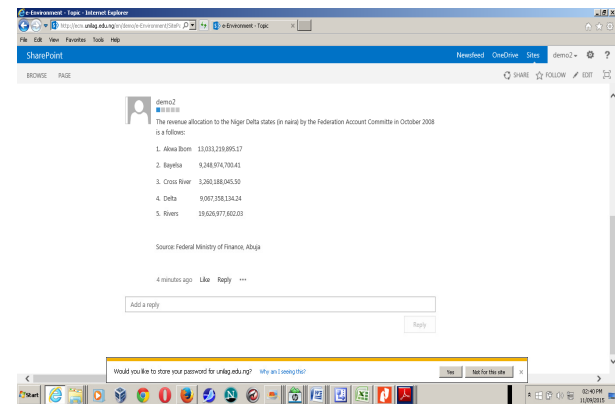 e-Environment - Topic - Internet Explorer
e-Environment - Topic
File Edit View Favorites Tools Help
SharePoint Newsfeed OneDrive Sites demo2 ?
BROWSE PAGE SHARE FOLLOW EDIT
demo2
The revenue allocation to the Niger Delta states (in naira) by the Federation Account Committe in October 2008
is a follows:
1. Akwa Ibom 13,033,219,895.17
2. Bayelsa 9,248,974,700.41
3. Cross River 3,260,188,045.50
4. Delta 9,067,358,134.24
5. Rivers 19,626,977,602.03
Source: Federal Ministry of Finance, Abuja
4 minutes ago Like Reply •••
Add a reply
Reply
Would you like to store your password for unilag.edu.ng? Why am I seeing this? Yes Not for this site x
Start 02:40 PM
11/09/2015